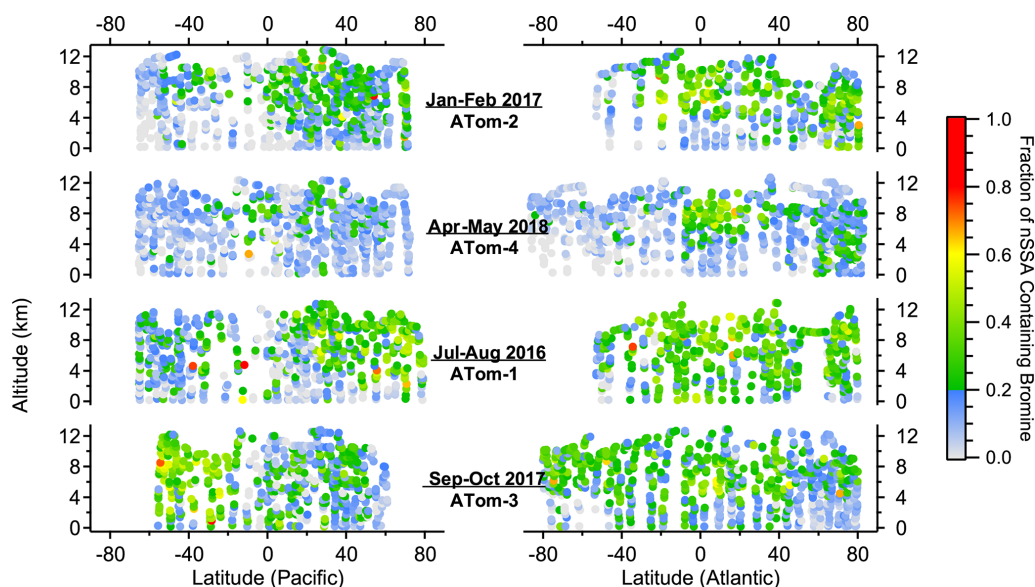 -80 -40 0 40 80 -80 -40 0 40 80
12 12
8 8
4 4
0 0
Jan-Feb 2017
ATom-2
12 12
8 8
4 4
0 0
Apr-May 2018
ATom-4
12 12
8 8
4 4
0 0
Jul-Aug 2016
ATom-1
12 12
8 8
4 4
0 0
Sep-Oct 2017
ATom-3
-80 -40 0 40 80 -80 -40 0 40 80
Latitude (Pacific) Latitude (Atlantic)
Altitude (km)
1.0
0.8
0.6
0.4
0.2
0.0
Fraction of nSSA Containing Bromine